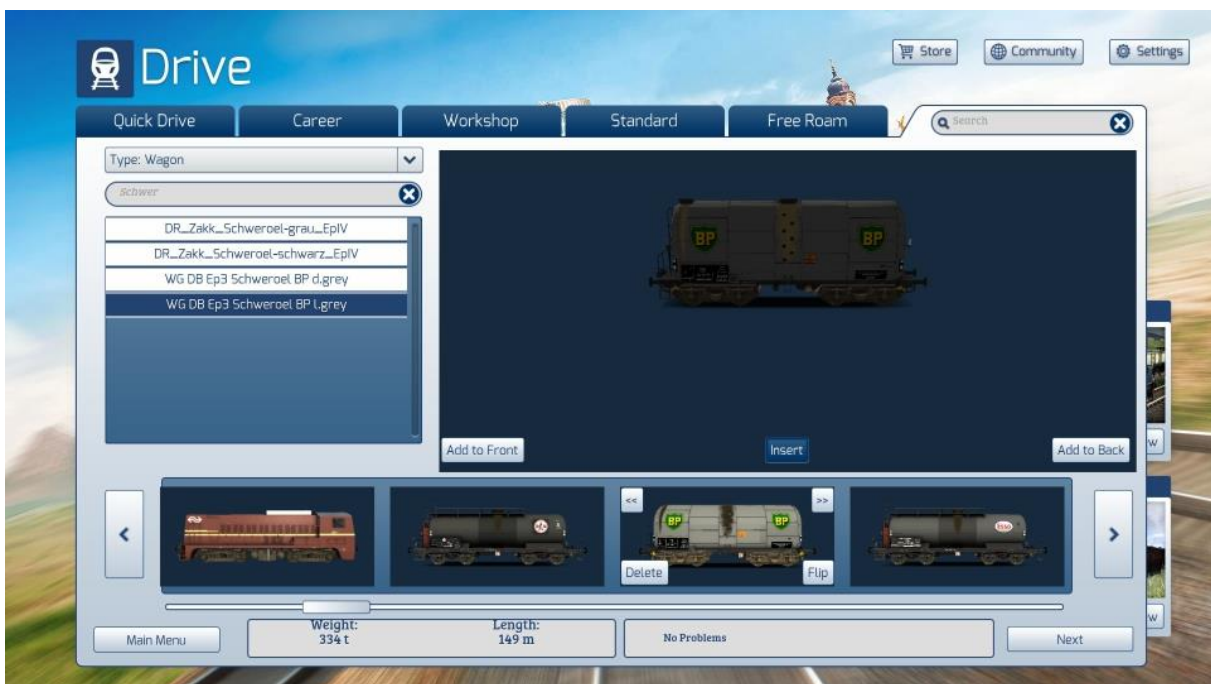 Drive
Store
Community
Settings
Quick Drive
Career
Workshop
Standard
Free Roam
Search
Type: Wagon
Schwer
DR_Zakk_Schweroel-grau_EpIV
DR_Zakk_Schweroel-schwarz_EpIV
WG DB Ep3 Schweroel BP d.grey
WG DB Ep3 Schweroel BP l.grey
BP BP
Add to Front
Insert
Add to Back
<< >>
BP BP
Esso
Delete
Flip
Main Menu
Weight:
334 t
Length:
149 m
No Problems
Next
w
w